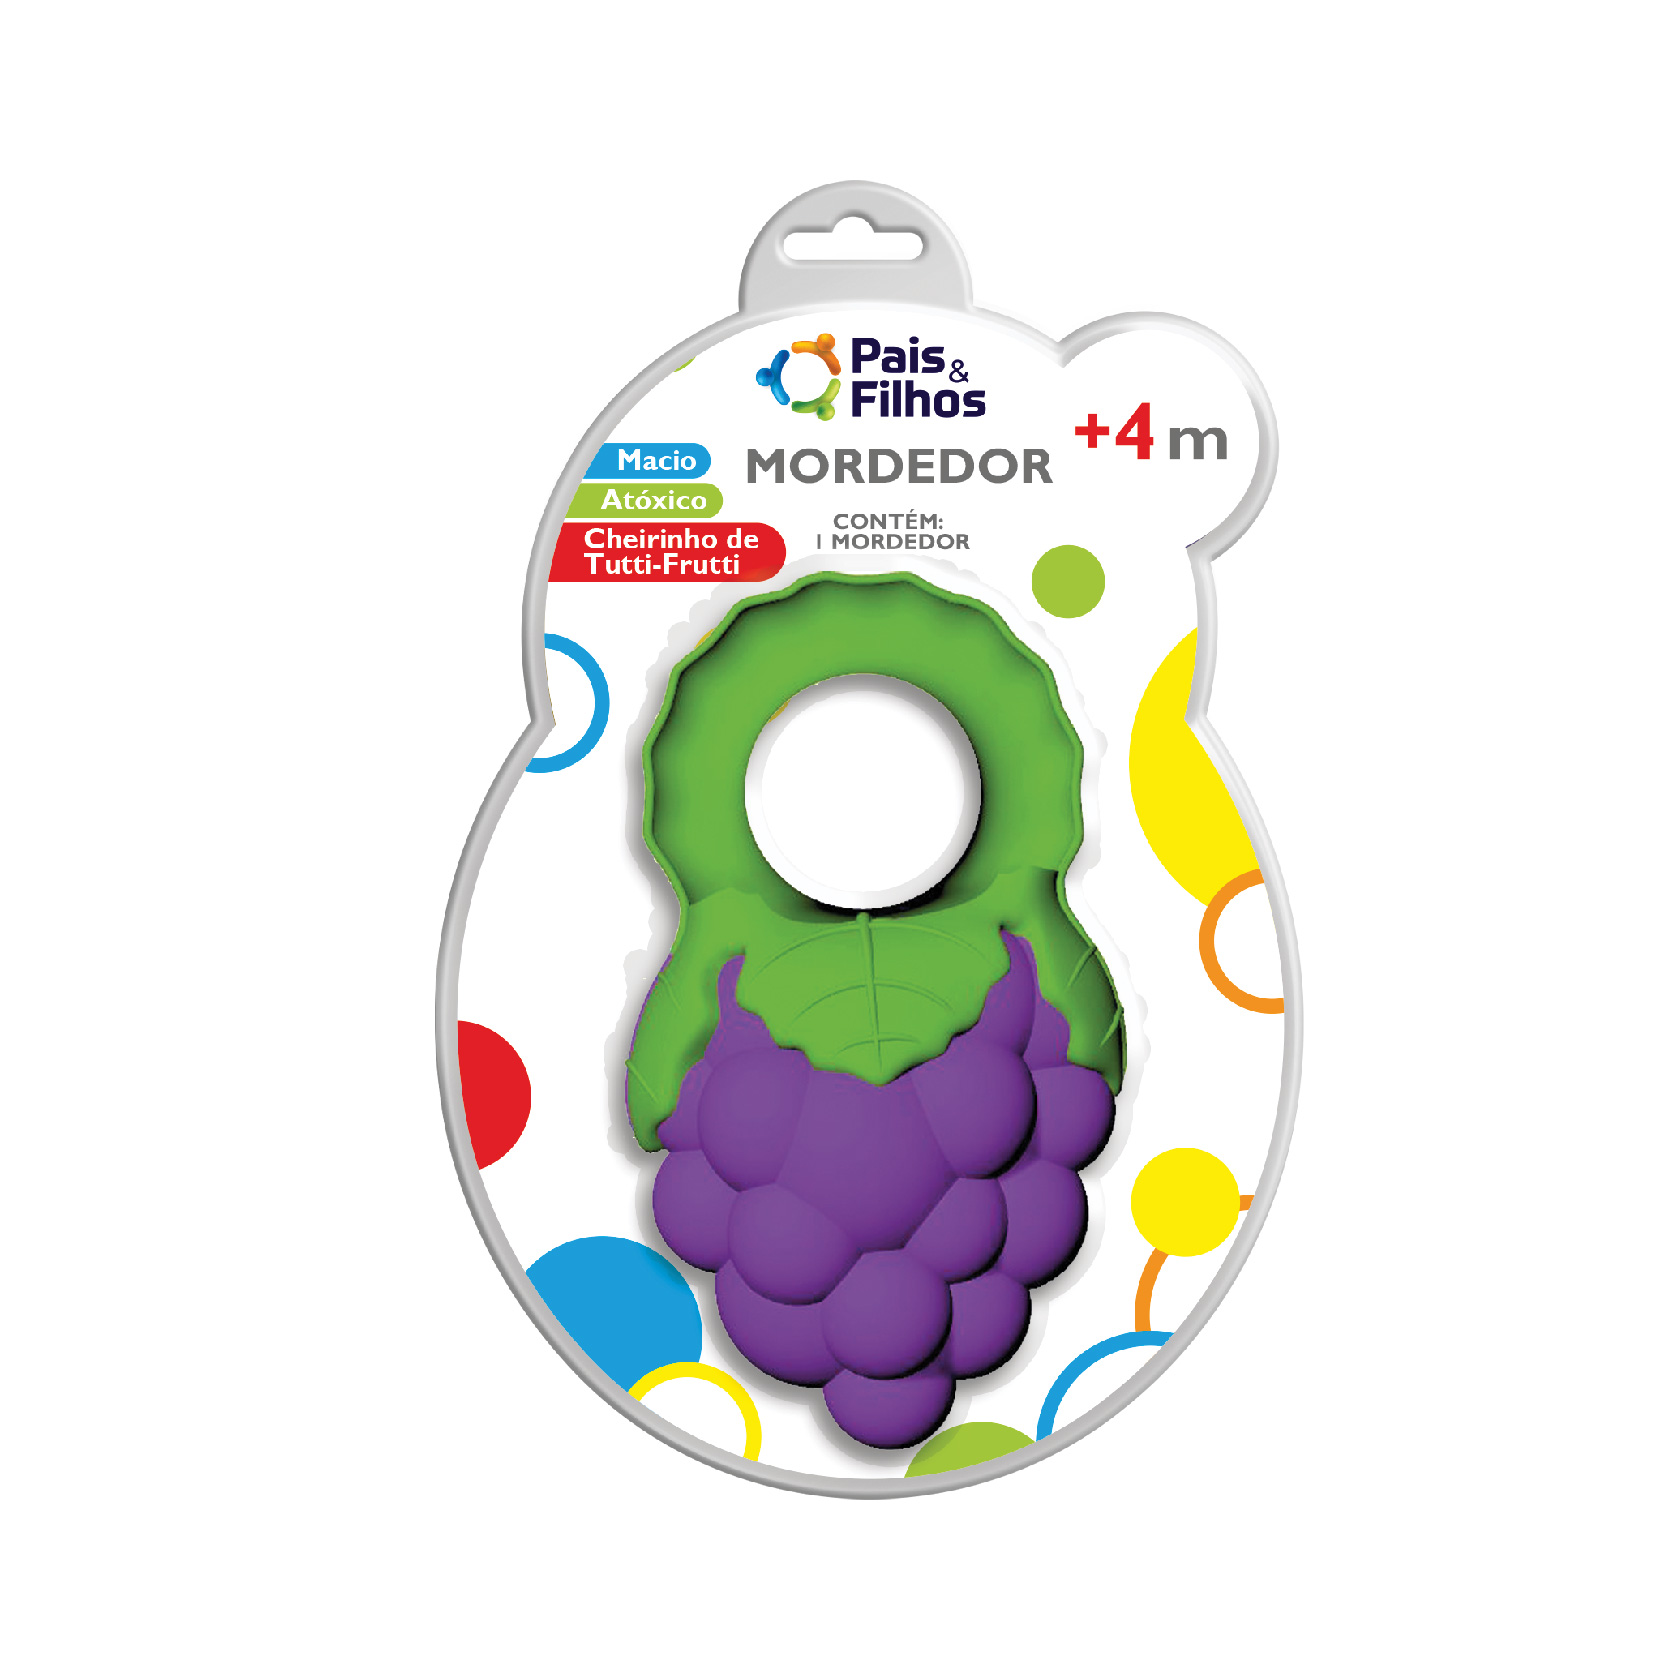 Pais &
Filhos
+4 m
MORDEDOR
Macio
Atóxico
Cheirinho de
Tutti-Frutti
CONTÉM:
1 MORDEDOR